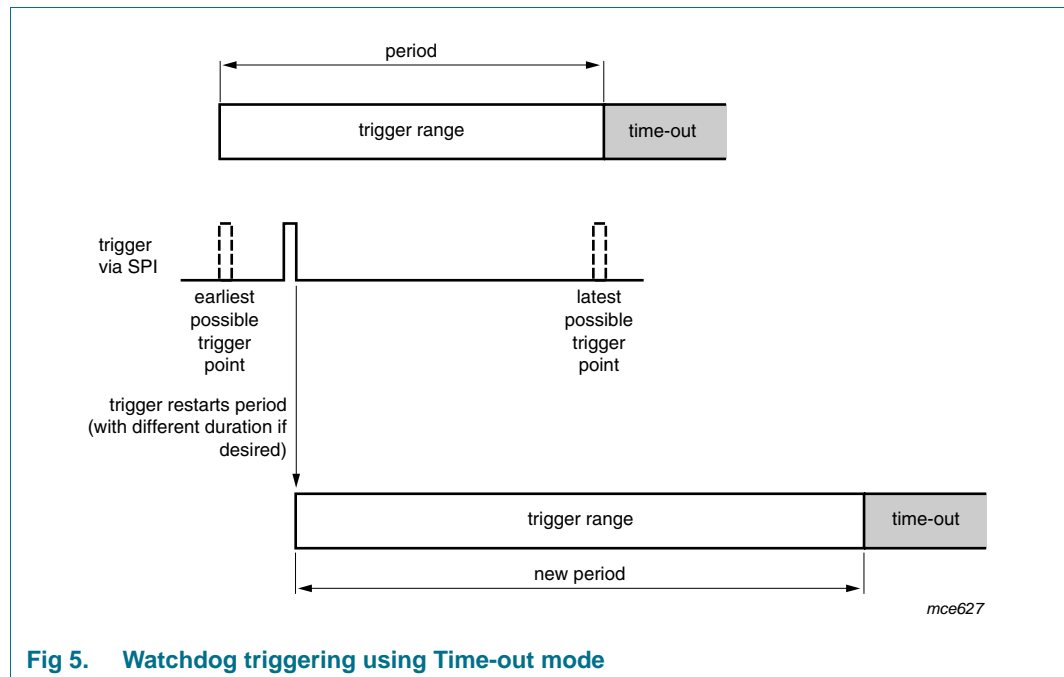 period
trigger range
time-out
trigger
via SPI
earliest
possible
trigger
point
latest
possible
trigger
point
trigger restarts period
(with different duration if
desired)
trigger range
time-out
new period
mce627
Fig 5. Watchdog triggering using Time-out mode